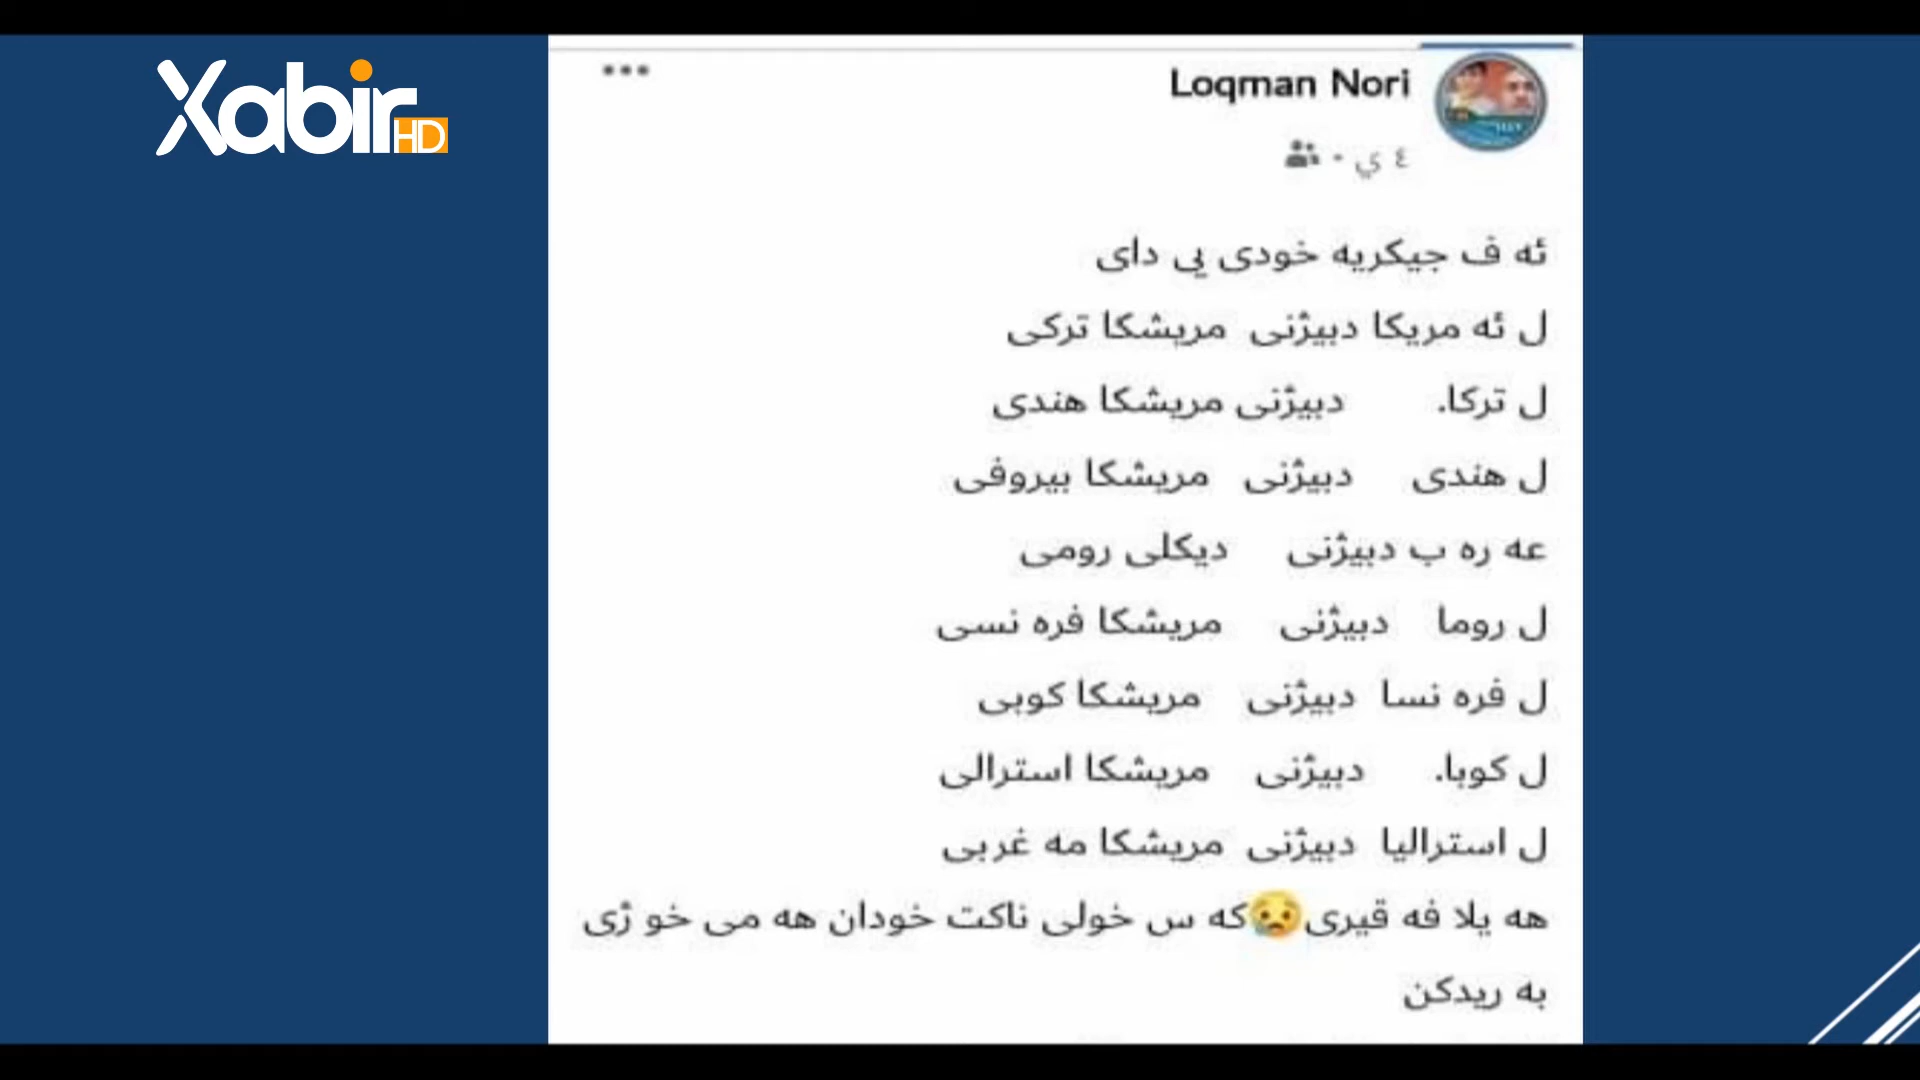 Xabir HD
Loqman Nori
٤ ي
ئه ف جیکریه خودی یی دای
ل ئه مریکا دبیژنی مریشکا ترکی
ل ترکا. دبیژنی مریشکا هندی
ل هندی دبیژنی مریشکا بیروفی
عه ره ب دبیژنی دیکلی رومی
ل روما دبیژنی مریشکا فره نسی
ل فره نسا دبیژنی مریشکا کوبی
ل کوبا. دبیژنی مریشکا استرالی
ل استرالیا دبیژنی مریشکا مه غربی
هه یلا فه قیری😢که س خولی ناکت خودان هه می خو ژی
به ریدکن